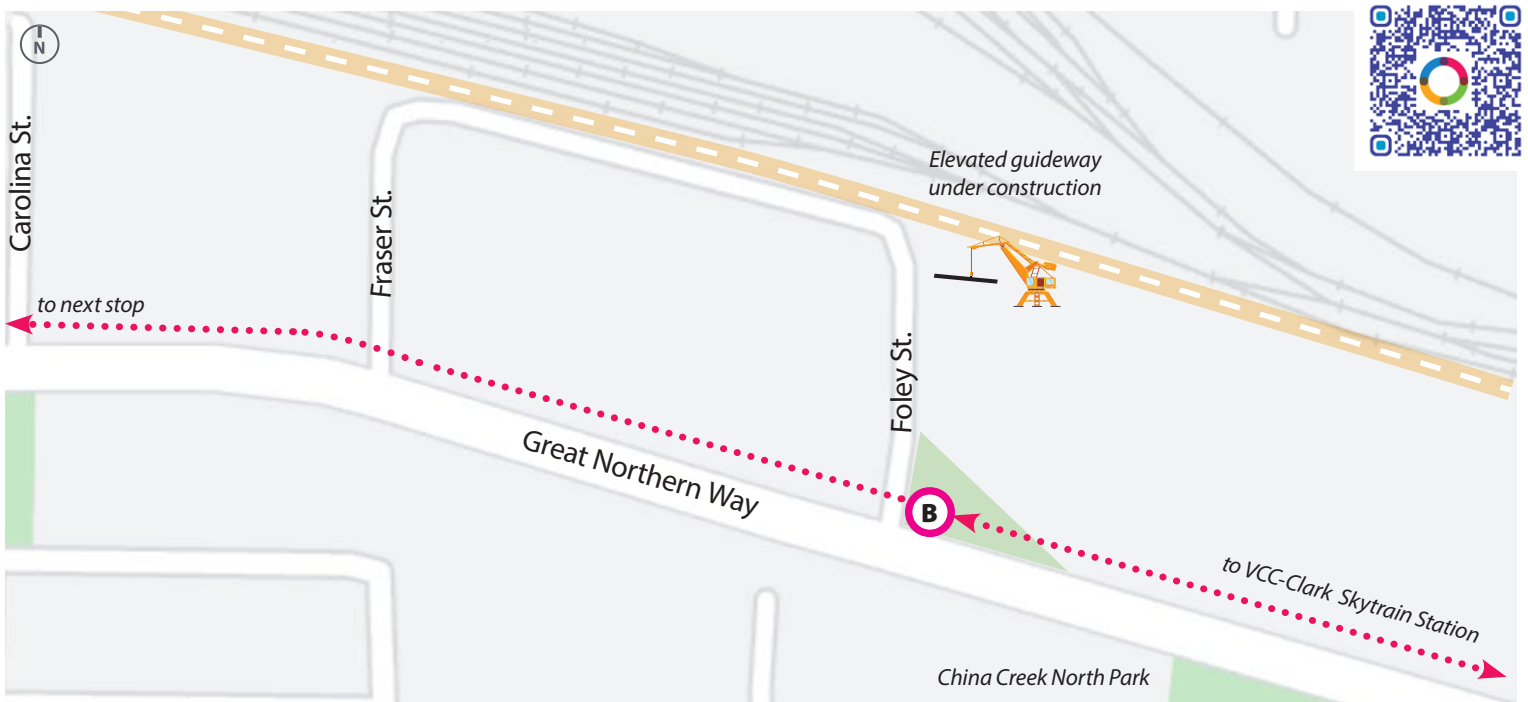 N
Carolina St.
Fraser St.
Elevated guideway
under construction
to next stop
Foley St.
Great Northern Way
B
to VCC-Clark Skytrain Station
China Creek North Park